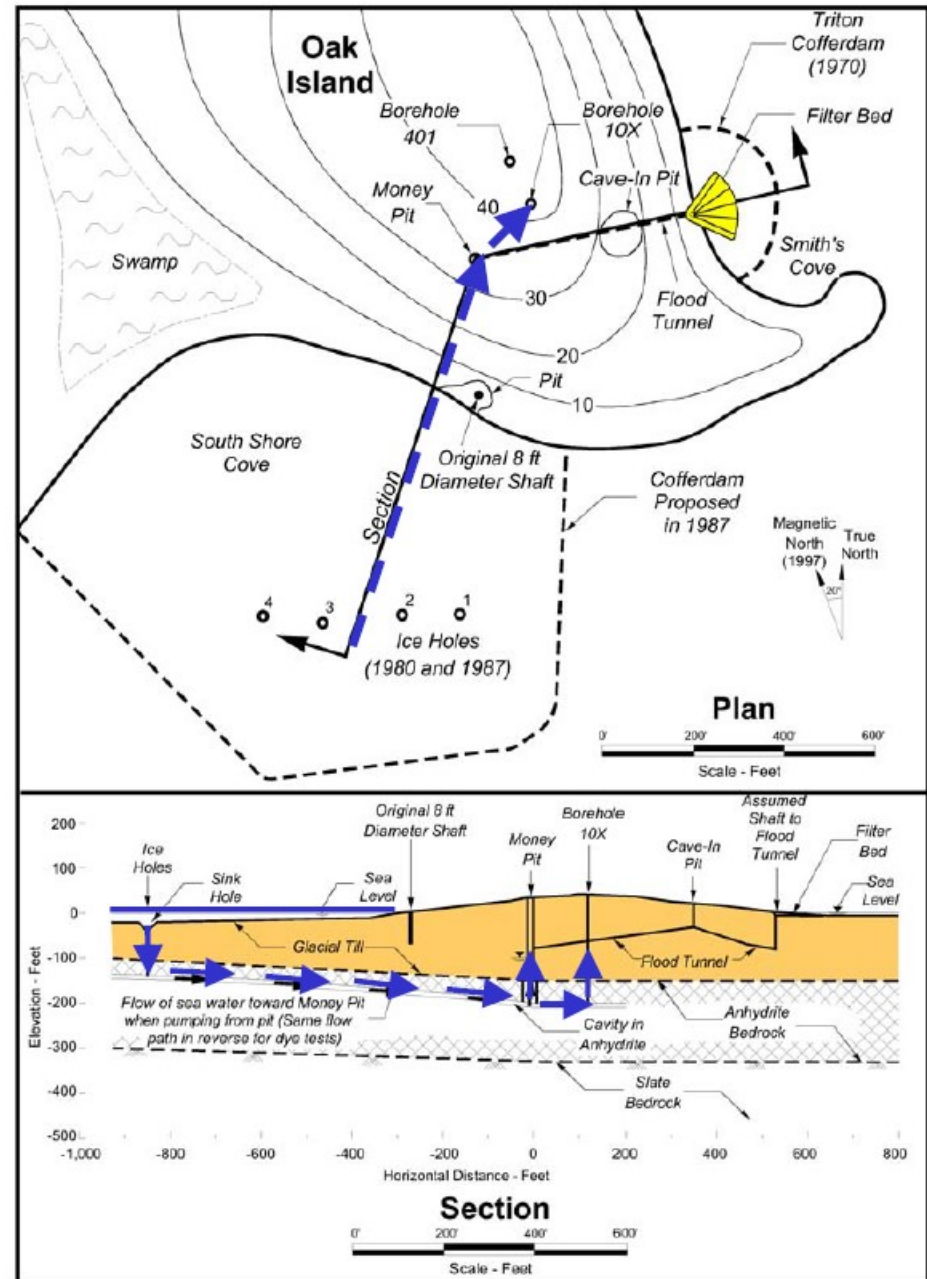 Oak
Island
Triton
Cofferdam
(1970)
Filter Bed
Borehole
401
Borehole
10X
Cave-In Pit
Money
Pit
40
Swamp
Smith's
Cove
30
Flood
Tunnel
20
Pit
10
South Shore
Cove
Original 8 ft
Diameter Shaft
Section
Cofferdam
Proposed
in 1987
Magnetic
North
(1997)
True
North
20°
4
3
2
1
Ice Holes
(1980 and 1987)
Plan
0' 200' 400' 600'
Scale - Feet
Original 8 ft
Diameter Shaft
Assumed
Shaft to
Flood
Tunnel
Ice
Holes
Sink
Hole
Sea
Level
Money
Pit
Borehole
10X
Cave-In
Pit
Filter
Bed
Sea
Level
200
100
0
-100
-200
-300
-400
-500
Elevation - Feet
Glacial Till
Flood Tunnel
Flow of sea water toward Money Pit
when pumping from pit (Same flow
path in reverse for dye tests)
Cavity in
Anhydrite
Anhydrite
Bedrock
Slate
Bedrock
-1,000 -800 -600 -400 -200 0 200 400 600 800
Horizontal Distance - Feet
Section
0' 200' 400' 600'
Scale - Feet